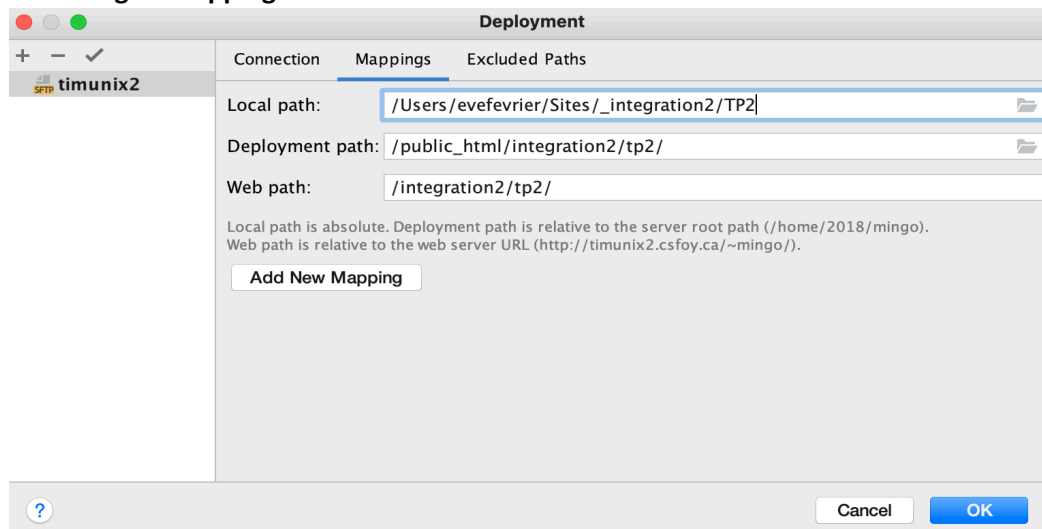 Deployment
Connection Mappings Excluded Paths
SFTP timunix2
Local path: /Users/evefevrier/Sites/_integration2/TP2
Deployment path: /public_html/integration2/tp2/
Web path: /integration2/tp2/
Local path is absolute. Deployment path is relative to the server root path (/home/2018/mingo).
Web path is relative to the web server URL (http://timunix2.csfoy.ca/~mingo/).
Add New Mapping
? Cancel OK